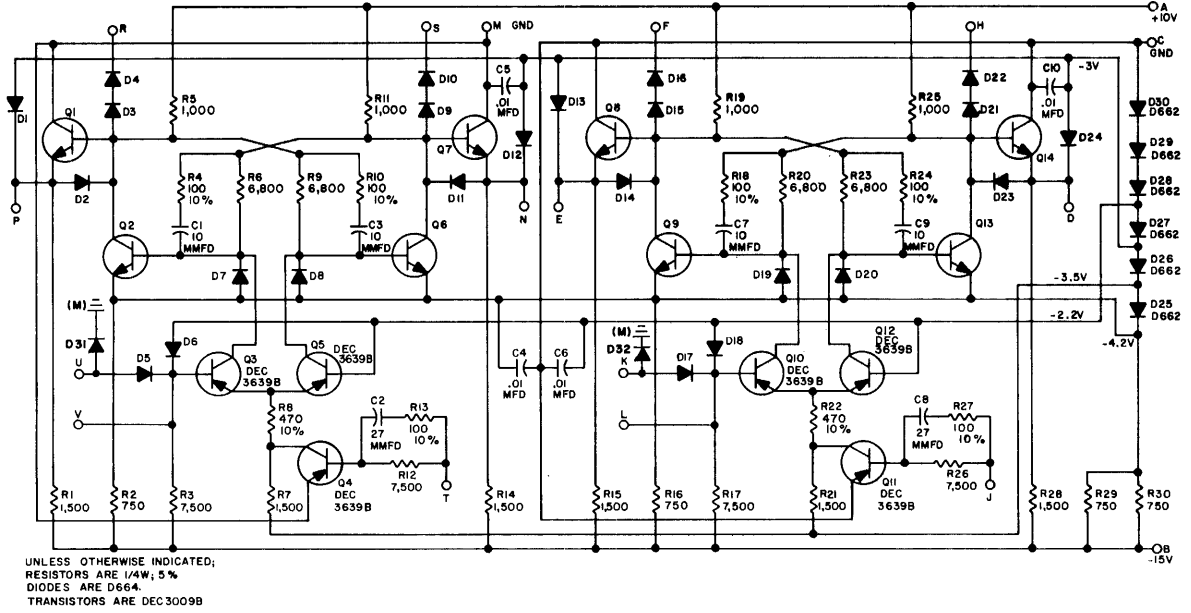 A
+10V
R
S
M GND
F
H
C
GND
D4
D10
C5
.01
MFD
D16
D22
C10
.01
MFD
-3V
D1
Q1
D3
R5
1,000
R11
1,000
D9
Q7
D12
D13
Q8
D15
R19
1,000
R25
1,000
D21
Q14
D24
D30
D662
D29
D662
D28
D662
D27
D662
D26
D662
D25
D662
P
D2
R4
100
10%
R6
6,800
R9
6,800
R10
100
10%
D11
N
E
D14
R18
100
10%
R20
6,800
R23
6,800
R24
100
10%
D23
D
Q2
C1
10
MMFD
C3
10
MMFD
Q6
Q9
C7
10
MMFD
C9
10
MMFD
Q13
D7
D8
D19
D20
-3.5V
-2.2V
-4.2V
(M)
D31
U
D5
D6
Q3
DEC
3639B
Q5
DEC
3639B
C4
.01
MFD
C6
.01
MFD
(M)
D32
K
D17
D18
Q10
DEC
3639B
Q12
DEC
3639B
V
R8
470
10%
C2
27
MMFD
R13
100
10%
L
R22
470
10%
C8
27
MMFD
R27
100
10%
R12
7,500
T
Q4
DEC
3639B
R26
7,500
J
Q11
DEC
3639B
R1
1,500
R2
750
R3
7,500
R7
1,500
R14
1,500
R15
1,500
R16
750
R17
7,500
R21
1,500
R28
1,500
R29
750
R30
750
B
-15V
UNLESS OTHERWISE INDICATED;
RESISTORS ARE 1/4W; 5%
DIODES ARE D664.
TRANSISTORS ARE DEC3009B